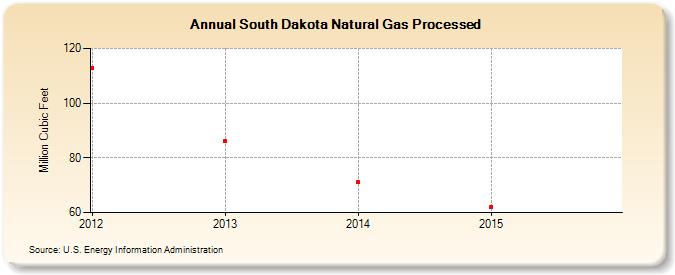 Annual South Dakota Natural Gas Processed
Million Cubic Feet
120
100
80
60
2012 2013 2014 2015
Source: U.S. Energy Information Administration